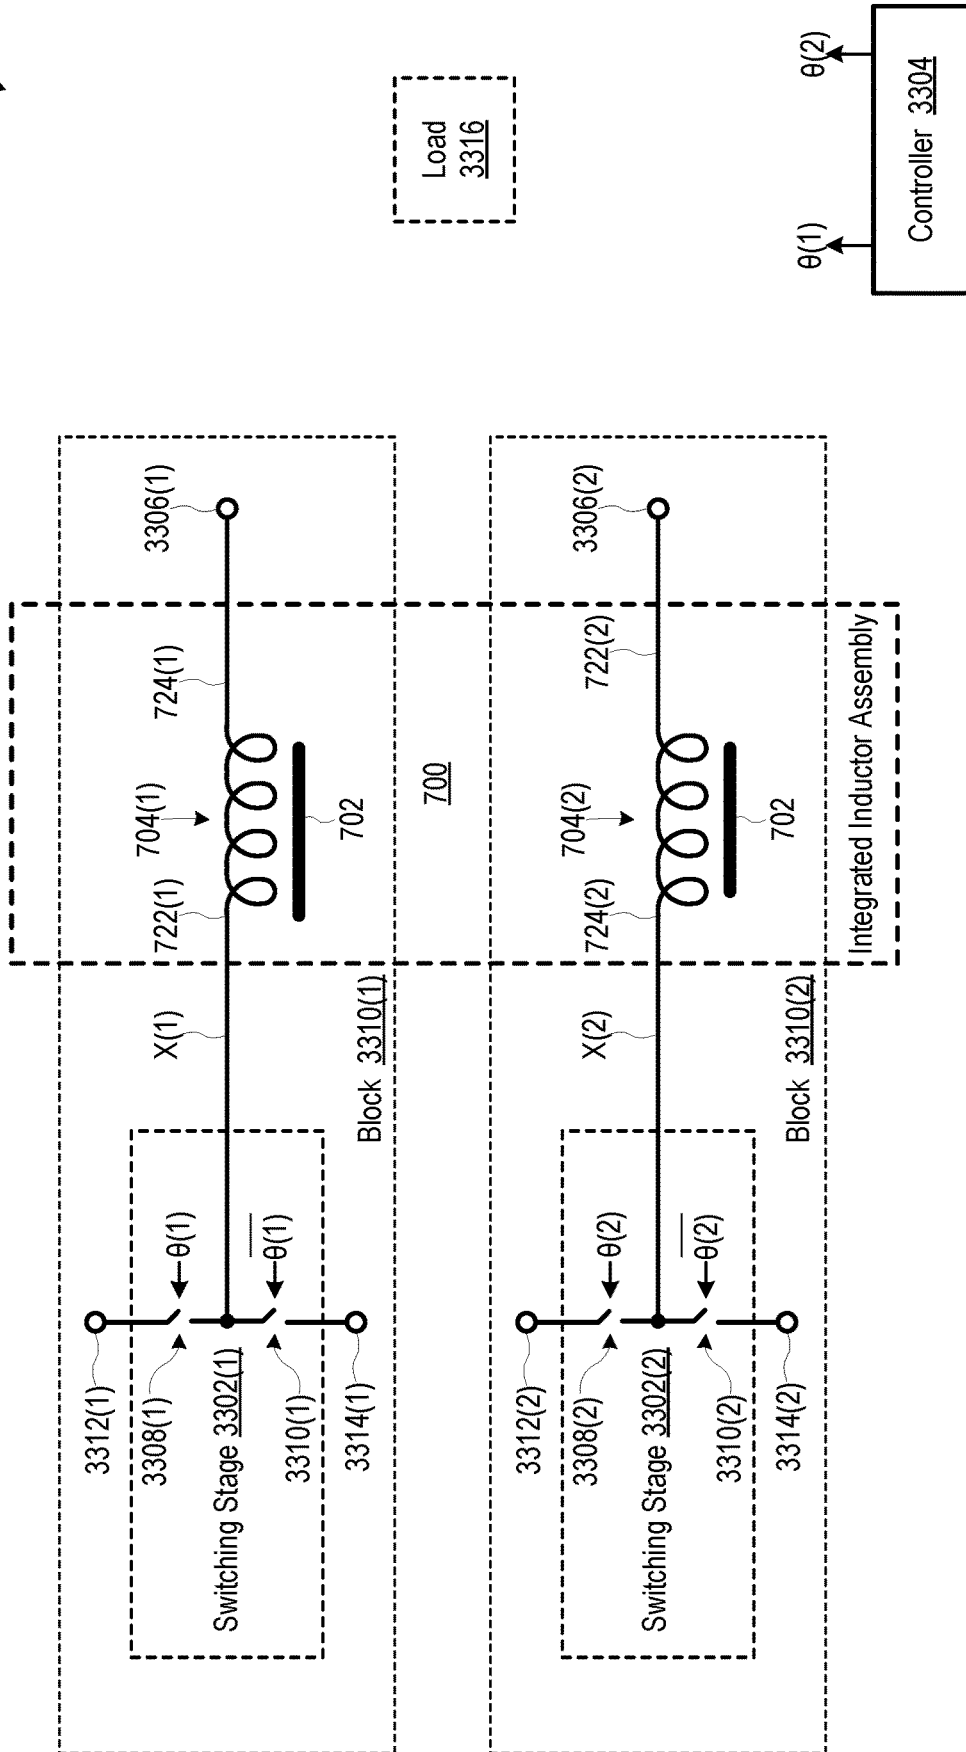 3312(1)
3308(1)
θ(1)
Switching Stage 3302(1)
θ(1)
3310(1)
3314(1)
X(1)
Block 3310(1)
722(1)
704(1)
724(1)
702
3306(1)
700
Load
3316
3312(2)
3308(2)
θ(2)
Switching Stage 3302(2)
θ(2)
3310(2)
3314(2)
X(2)
Block 3310(2)
724(2)
704(2)
722(2)
702
3306(2)
Integrated Inductor Assembly
θ(1)
θ(2)
Controller 3304